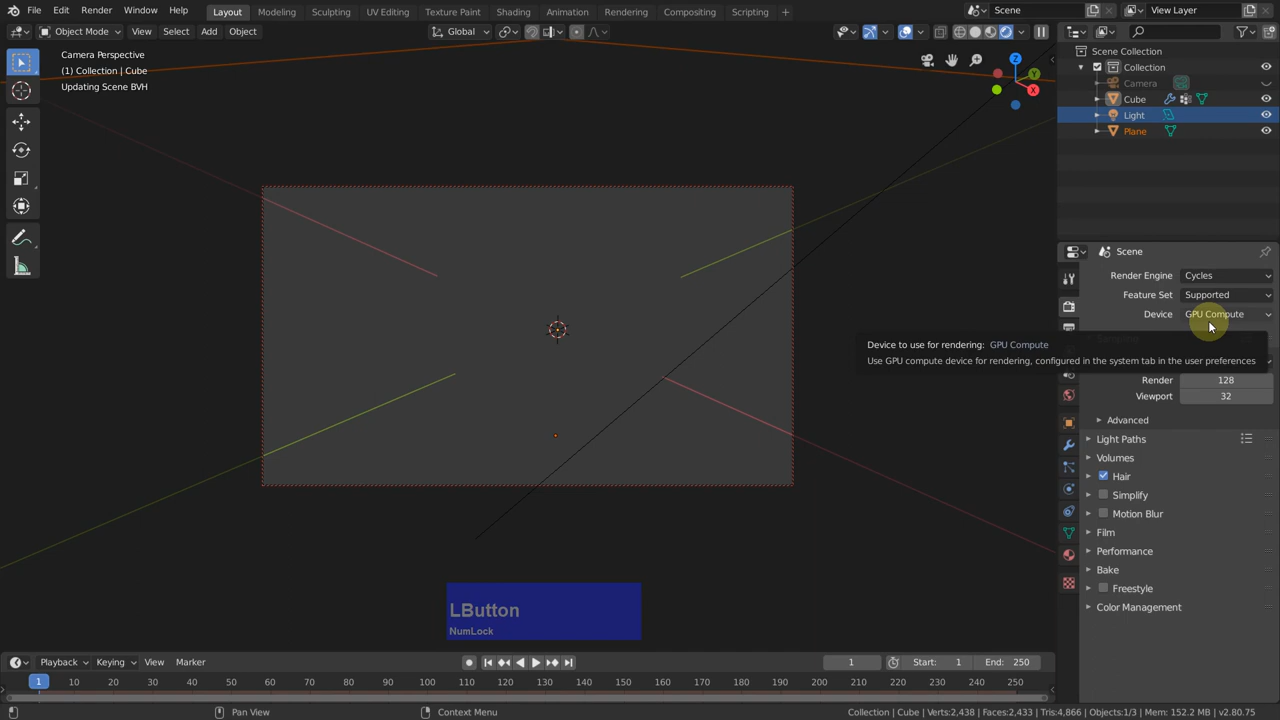 File Edit Render Window Help Layout Modeling Sculpting UV Editing Texture Paint Shading Animation Rendering Compositing Scripting + Scene View Layer
Object Mode View Select Add Object Global
Camera Perspective
(1) Collection | Cube
Updating Scene BVH
Z
Y
X
Scene Collection
Collection
Camera
Cube
Light
Plane
Scene
Render Engine Cycles
Feature Set Supported
Device GPU Compute
Device to use for rendering: GPU Compute
Use GPU compute device for rendering, configured in the system tab in the user preferences
Render 128
Viewport 32
Advanced
Light Paths
Volumes
Hair
Simplify
Motion Blur
Film
Performance
Bake
Freestyle
Color Management
LButton
NumLock
Playback Keying View Marker 1 Start: 1 End: 250
1 10 20 30 40 50 60 70 80 90 100 110 120 130 140 150 160 170 180 190 200 210 220 230 240 250
Pan View Context Menu Collection | Cube | Verts:2,438 | Faces:2,433 | Tris:4,866 | Objects:1/3 | Mem: 152.2 MB | v2.80.75